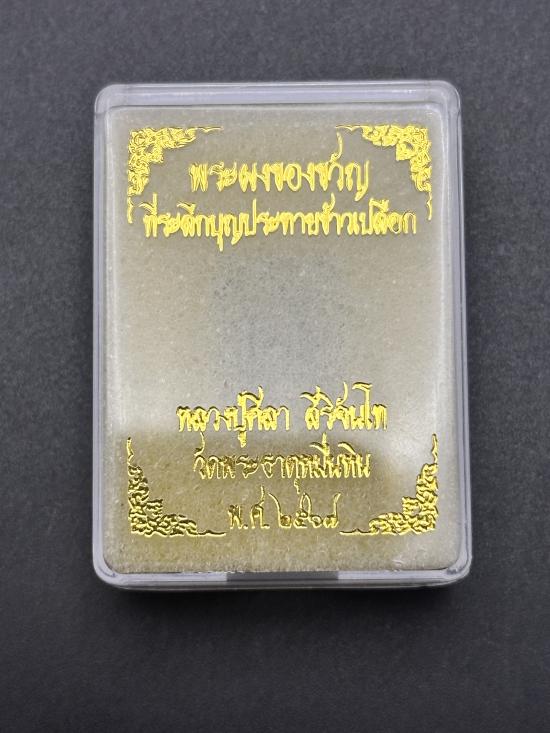 พระผงของขวัญ
ที่ระลึกบุญประทายข้าวเปลือก
หลวงปู่ศิลา สิริจันโท
วัดพระธาตุหมื่นหิน
พ.ศ.๒๕๖๗